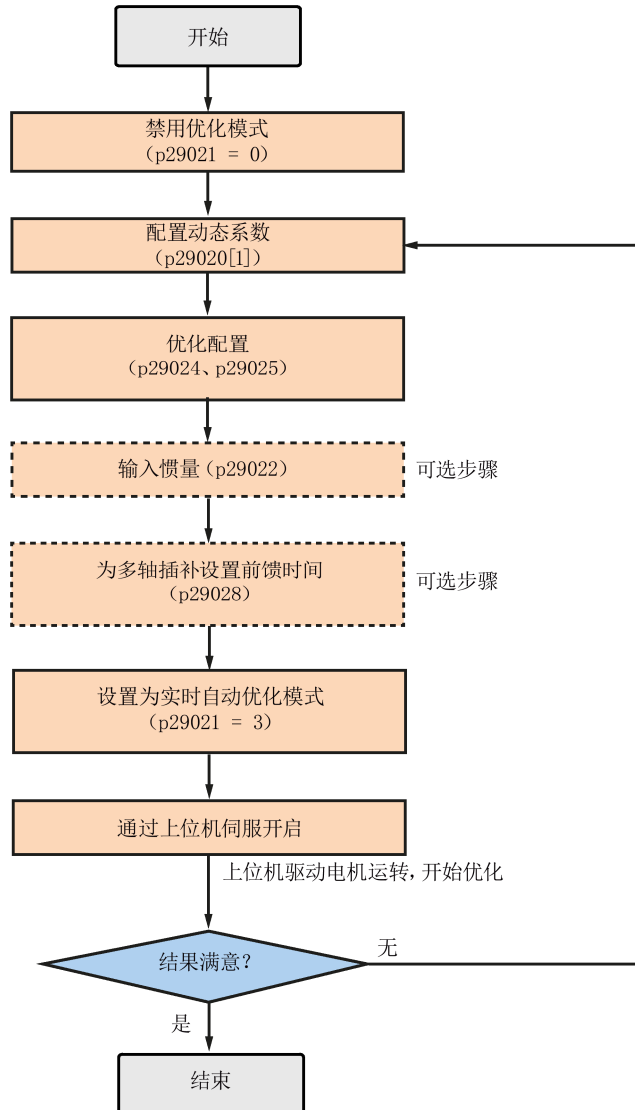 开始
禁用优化模式
(p29021 = 0)
配置动态系数
(p29020[1])
优化配置
(p29024、p29025)
输入惯量(p29022)
可选步骤
为多轴插补设置前馈时间
(p29028)
可选步骤
设置为实时自动优化模式
(p29021 = 3)
通过上位机伺服开启
上位机驱动电机运转,开始优化
结果满意?
无
是
结束